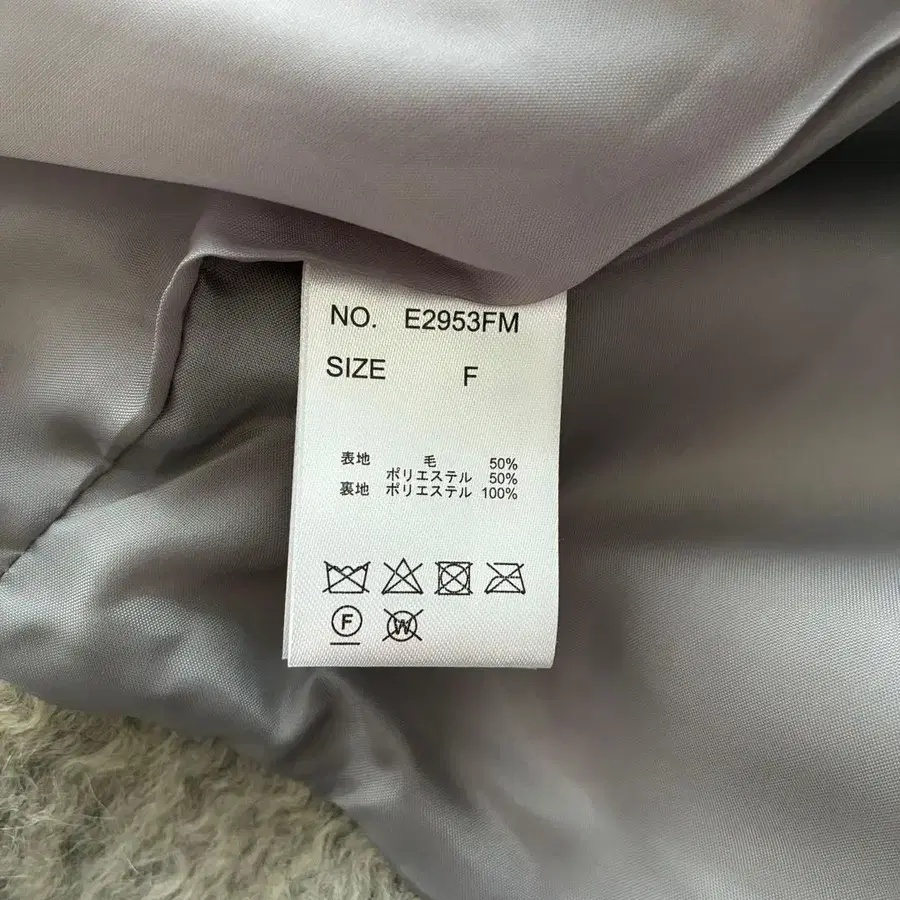 NO. E2953FM
SIZE F
表地 毛 50%
ポリエステル 50%
裏地 ポリエステル 100%
F
W